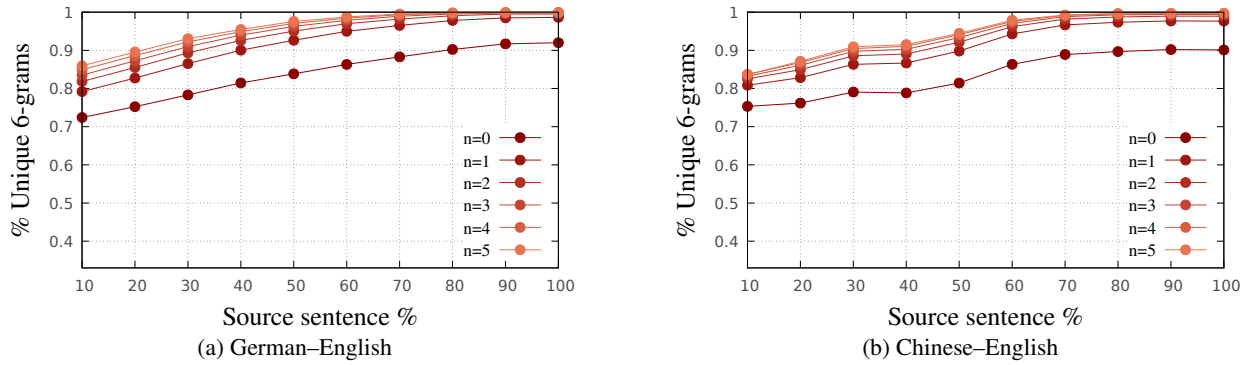 % Unique 6-grams
1
0.9
0.8
0.7
0.6
0.5
0.4
n=0
n=1
n=2
n=3
n=4
n=5
10 20 30 40 50 60 70 80 90 100
Source sentence %
(a) German–English
% Unique 6-grams
1
0.9
0.8
0.7
0.6
0.5
0.4
n=0
n=1
n=2
n=3
n=4
n=5
10 20 30 40 50 60 70 80 90 100
Source sentence %
(b) Chinese–English